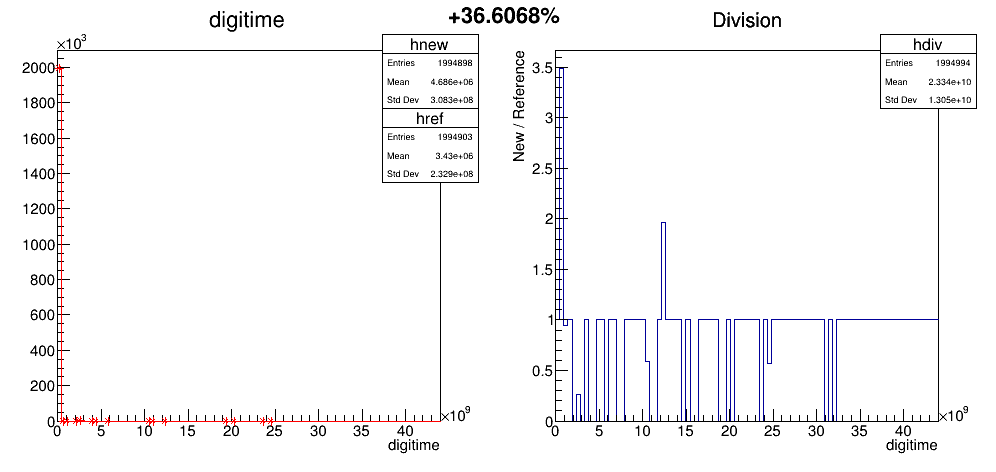 +36.6068%
digitime
×10³
2000
1800
1600
1400
1200
1000
800
600
400
200
0
0 5 10 15 20 25 30 35 40
×10⁹
digitime
hnew
Entries 1994898
Mean 4.686e+06
Std Dev 3.083e+08
href
Entries 1994903
Mean 3.43e+06
Std Dev 2.329e+08
Division
New / Reference
3.5
3
2.5
2
1.5
1
0.5
0
0 5 10 15 20 25 30 35 40
×10⁹
digitime
hdiv
Entries 1994994
Mean 2.334e+10
Std Dev 1.305e+10